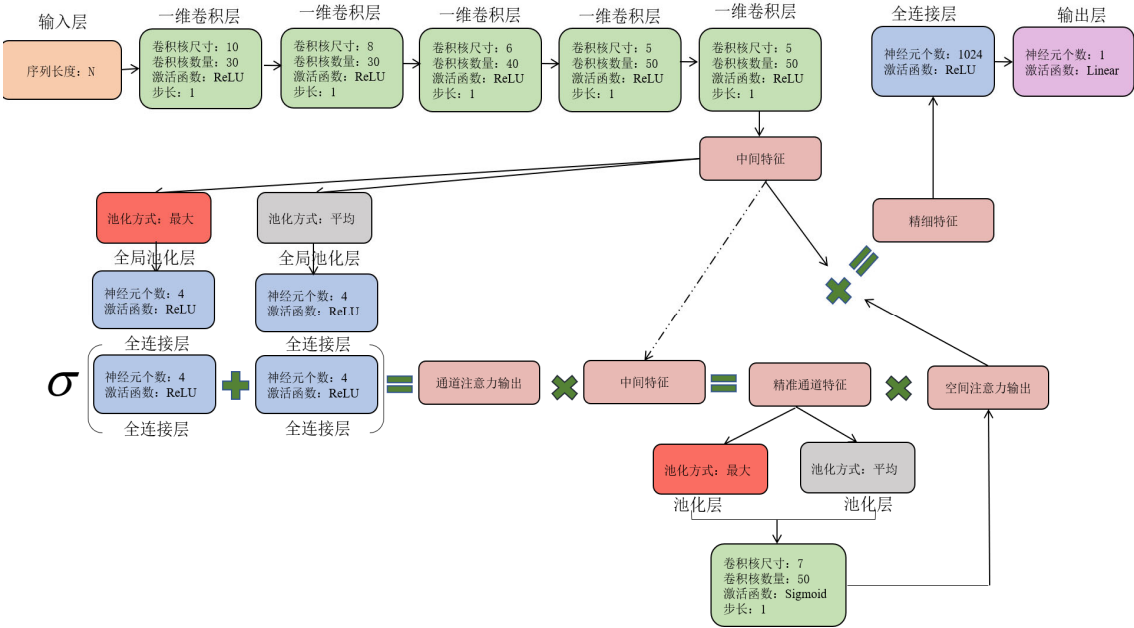 输入层
序列长度：N
一维卷积层
卷积核尺寸：10
卷积核数量：30
激活函数：ReLU
步长：1
一维卷积层
卷积核尺寸：8
卷积核数量：30
激活函数：ReLU
步长：1
一维卷积层
卷积核尺寸：6
卷积核数量：40
激活函数：ReLU
步长：1
一维卷积层
卷积核尺寸：5
卷积核数量：50
激活函数：ReLU
步长：1
一维卷积层
卷积核尺寸：5
卷积核数量：50
激活函数：ReLU
步长：1
全连接层
神经元个数：1024
激活函数：ReLU
输出层
神经元个数：1
激活函数：Linear
中间特征
精细特征
池化方式：最大
全局池化层
池化方式：平均
全局池化层
神经元个数：4
激活函数：ReLU
全连接层
神经元个数：4
激活函数：ReLU
全连接层
σ
神经元个数：4
激活函数：ReLU
全连接层
神经元个数：4
激活函数：ReLU
全连接层
通道注意力输出
中间特征
精准通道特征
空间注意力输出
池化方式：最大
池化层
池化方式：平均
池化层
卷积核尺寸：7
卷积核数量：50
激活函数：Sigmoid
步长：1